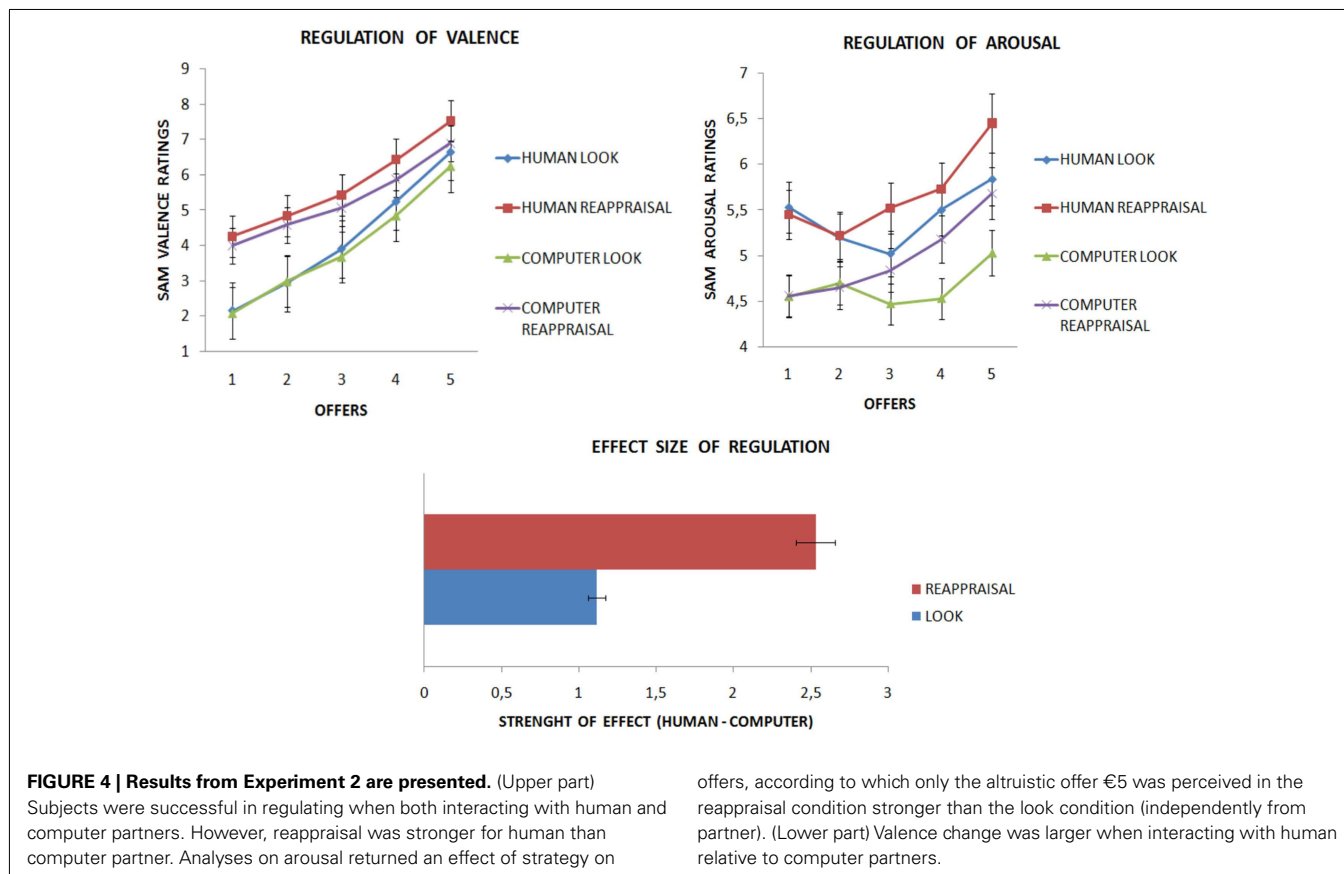 REGULATION OF VALENCE
9
8
7
6
5
4
3
2
1
SAM VALENCE RATINGS
1 2 3 4 5
OFFERS
HUMAN LOOK
HUMAN REAPPRAISAL
COMPUTER LOOK
COMPUTER
REAPPRAISAL
REGULATION OF AROUSAL
7
6,5
6
5,5
5
4,5
4
SAM AROUSAL RATINGS
1 2 3 4 5
OFFERS
HUMAN LOOK
HUMAN REAPPRAISAL
COMPUTER LOOK
COMPUTER
REAPPRAISAL
EFFECT SIZE OF REGULATION
REAPPRAISAL
LOOK
0 0,5 1 1,5 2 2,5 3
STRENGHT OF EFFECT (HUMAN - COMPUTER)
FIGURE 4 | Results from Experiment 2 are presented. (Upper part)
Subjects were successful in regulating when both interacting with human and
computer partners. However, reappraisal was stronger for human than
computer partner. Analyses on arousal returned an effect of strategy on
offers, according to which only the altruistic offer €5 was perceived in the
reappraisal condition stronger than the look condition (independently from
partner). (Lower part) Valence change was larger when interacting with human
relative to computer partners.